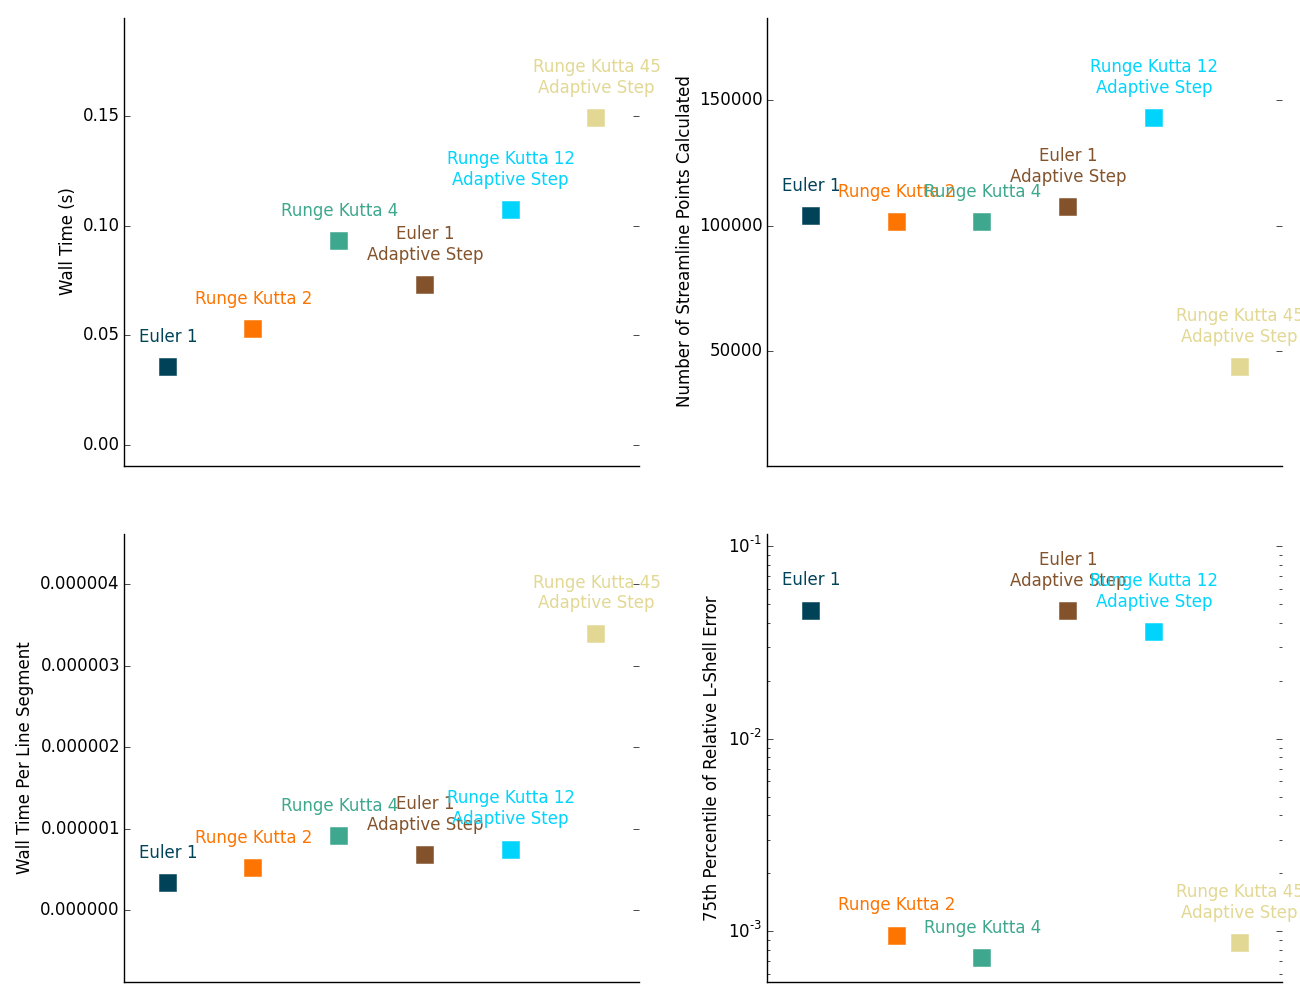 Wall Time (s)
0.15
0.10
0.05
0.00
Runge Kutta 45
Adaptive Step
Runge Kutta 12
Adaptive Step
Runge Kutta 4
Euler 1
Adaptive Step
Runge Kutta 2
Euler 1
Number of Streamline Points Calculated
150000
100000
50000
Runge Kutta 12
Adaptive Step
Euler 1
Adaptive Step
Euler 1
Runge Kutta 2
Runge Kutta 4
Runge Kutta 45
Adaptive Step
Wall Time Per Line Segment
0.000004
0.000003
0.000002
0.000001
0.000000
Runge Kutta 45
Adaptive Step
Runge Kutta 12
Adaptive Step
Euler 1
Adaptive Step
Runge Kutta 4
Runge Kutta 2
Euler 1
75th Percentile of Relative L-Shell Error
10^-1
10^-2
10^-3
Euler 1
Adaptive Step
Euler 1
Runge Kutta 12
Adaptive Step
Runge Kutta 2
Runge Kutta 4
Runge Kutta 45
Adaptive Step